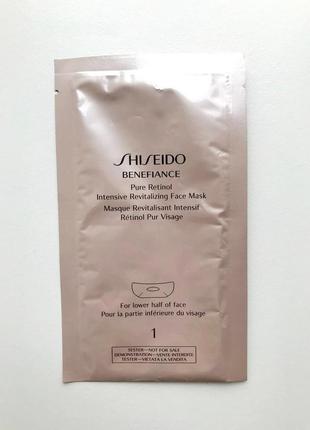 SHISEIDO
BENEFIANCE
Pure Retinol
Intensive Revitalizing Face Mask
Masque Revitalisant Intensif
Rétinol Pur Visage
For lower half of face
Pour la partie inférieure du visage
1
TESTER—NOT FOR SALE
DEMONSTRATION—VENTE INTERDITE
TESTER—VIETATA LA VENDITA